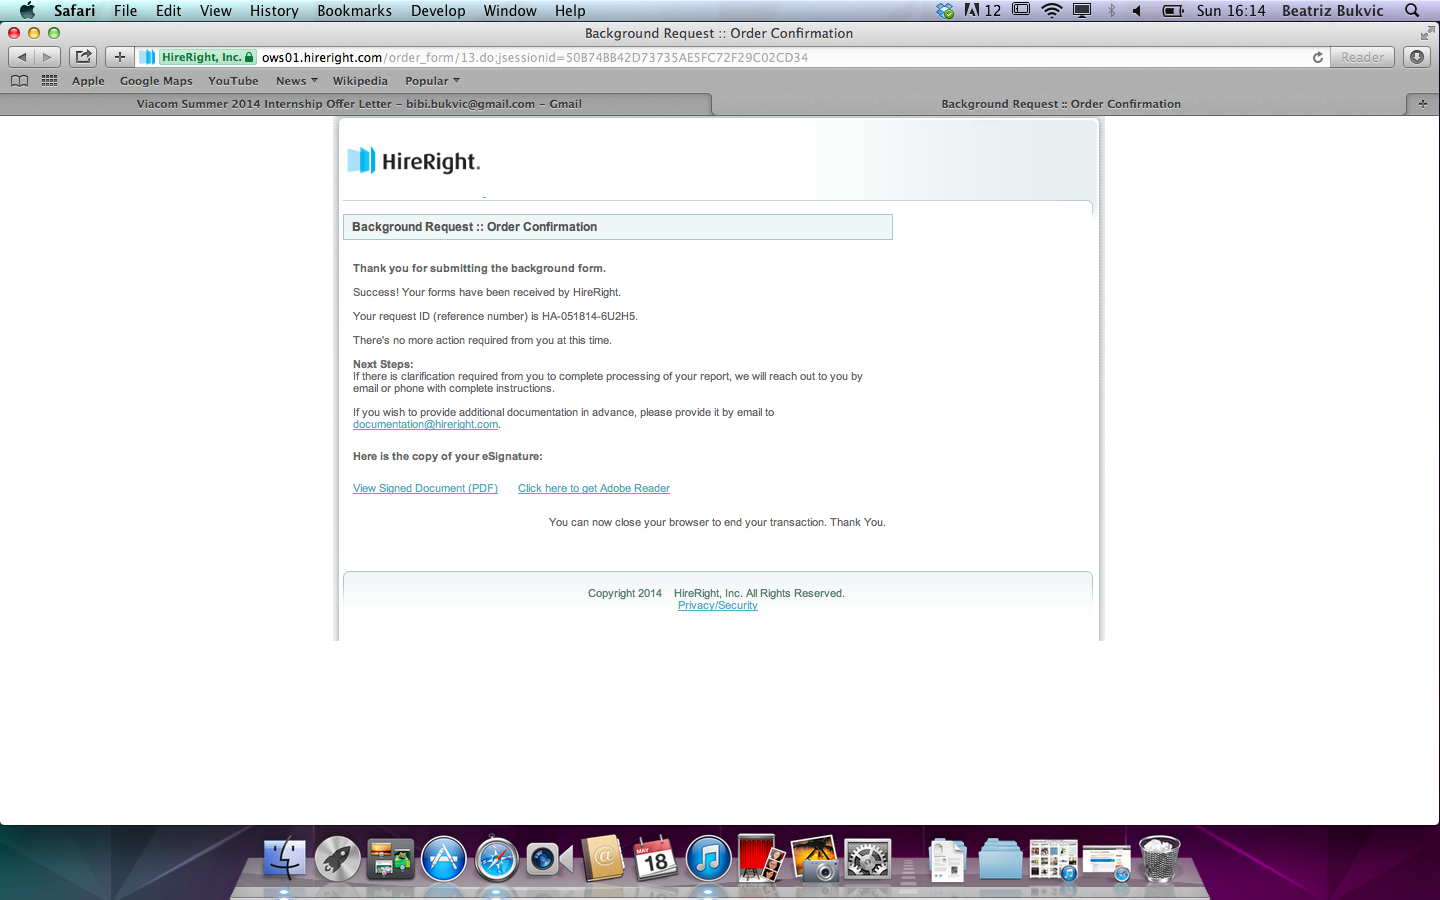 Safari File Edit View History Bookmarks Develop Window Help 12 Sun 16:14 Beatriz Bukvic
Background Request :: Order Confirmation
HireRight, Inc. ows01.hireright.com/order_form/13.do;jsessionid=50B74BB42D73735AE5FC72F29C02CD34 Reader
Apple Google Maps YouTube News Wikipedia Popular
Viacom Summer 2014 Internship Offer Letter – bibi.bukvic@gmail.com – Gmail Background Request :: Order Confirmation
HireRight.
Background Request :: Order Confirmation
Thank you for submitting the background form.
Success! Your forms have been received by HireRight.
Your request ID (reference number) is HA-051814-6U2H5.
There's no more action required from you at this time.
Next Steps:
If there is clarification required from you to complete processing of your report, we will reach out to you by
email or phone with complete instructions.
If you wish to provide additional documentation in advance, please provide it by email to
documentation@hireright.com.
Here is the copy of your eSignature:
View Signed Document (PDF) Click here to get Adobe Reader
You can now close your browser to end your transaction. Thank You.
Copyright 2014 HireRight, Inc. All Rights Reserved.
Privacy/Security
MAY
18